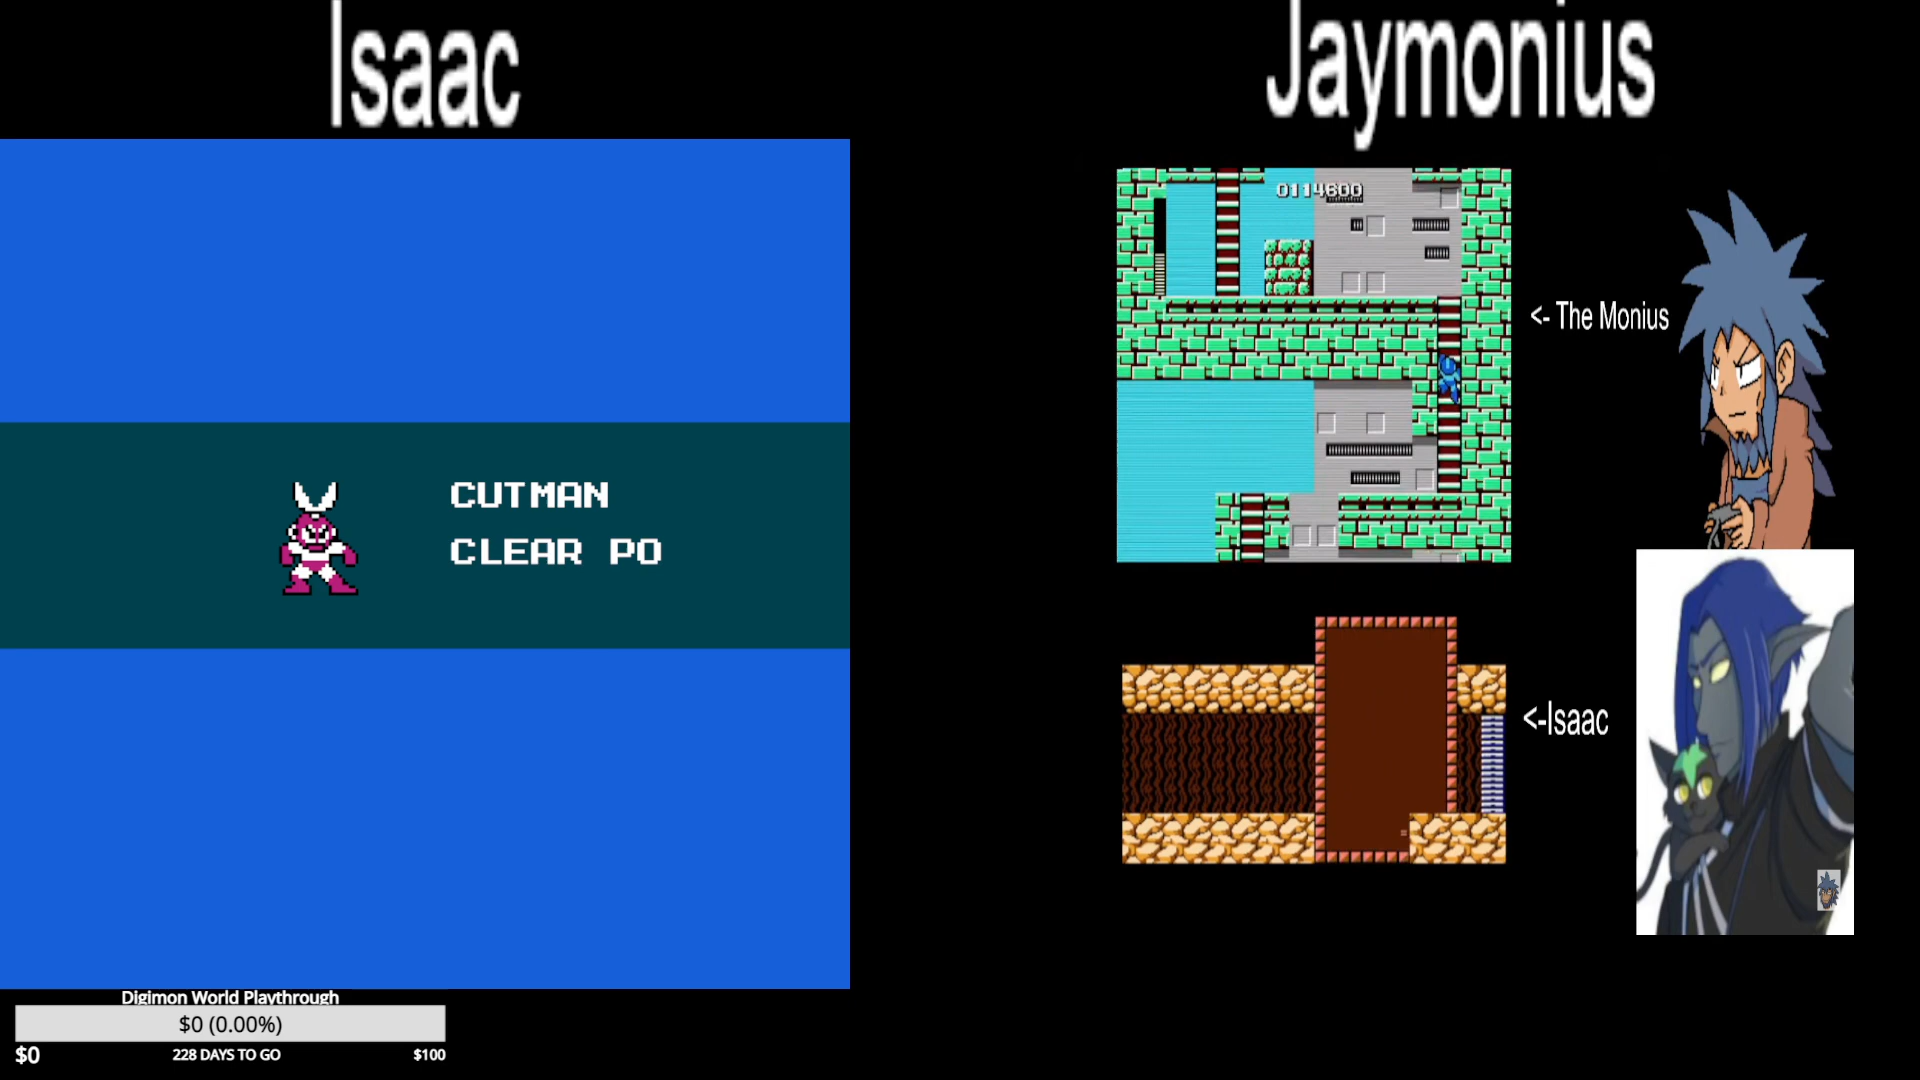 Isaac
Jaymonius
0114600
<- The Monius
CUTMAN
CLEAR PO
<-Isaac
Digimon World Playthrough
$0 (0.00%)
$0
228 DAYS TO GO
$100